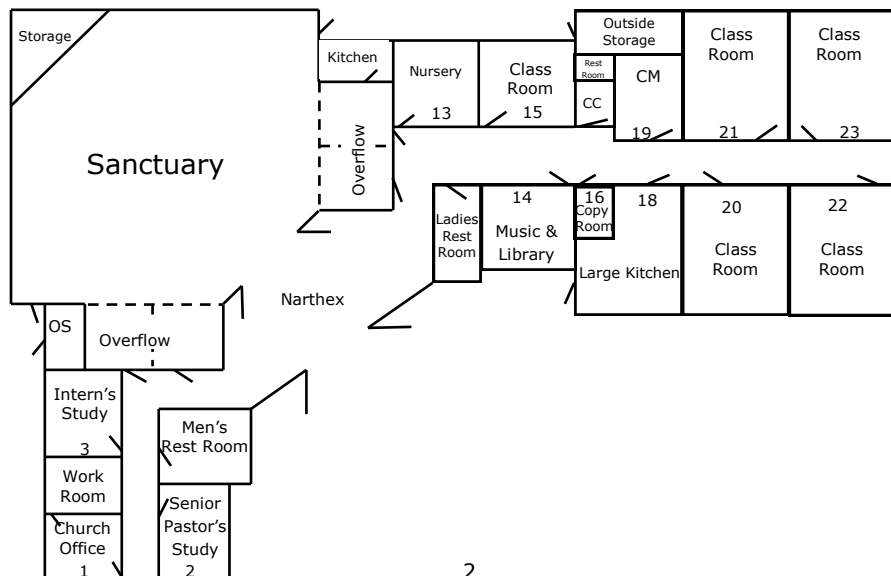 Storage
Sanctuary
Kitchen
Overflow
Nursery
13
Class
Room
15
Outside
Storage
Rest
Room
CC
CM
19
Class
Room
21
Class
Room
23
Ladies
Rest
Room
14
Music &
Library
16
Copy
Room
18
Large Kitchen
20
Class
Room
22
Class
Room
Narthex
OS
Overflow
Intern's
Study
3
Men's
Rest Room
Work
Room
Church
Office
1
Senior
Pastor's
Study
2
2